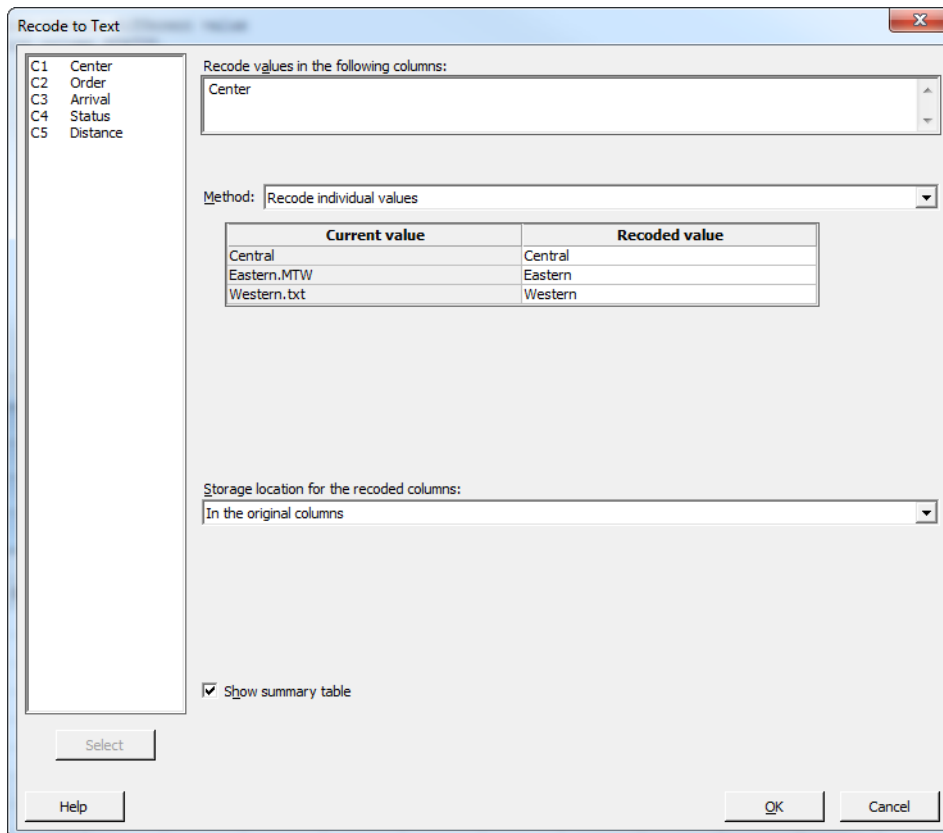 Recode to Text
C1 Center
C2 Order
C3 Arrival
C4 Status
C5 Distance
Recode values in the following columns:
Center
Method: Recode individual values
Current value Recoded value
Central Central
Eastern.MTW Eastern
Western.txt Western
Storage location for the recoded columns:
In the original columns
Show summary table
Select
Help OK Cancel